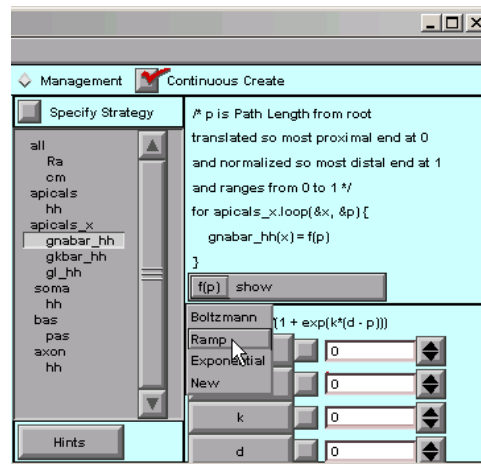 Management
Continuous Create
Specify Strategy
all
Ra
cm
apicals
hh
apicals_x
gnabar_hh
gkbar_hh
gl_hh
soma
hh
bas
pas
axon
hh
Hints
/* p is Path Length from root
translated so most proximal end at 0
and normalized so most distal end at 1
and ranges from 0 to 1 */
for apicals_x.loop(&x, &p) {
gnabar_hh(x) = f(p)
}
f(p) show
Boltzmann
Ramp
Exponential
New
(1 + exp(k*(d - p)))
0
0
k 0
d 0